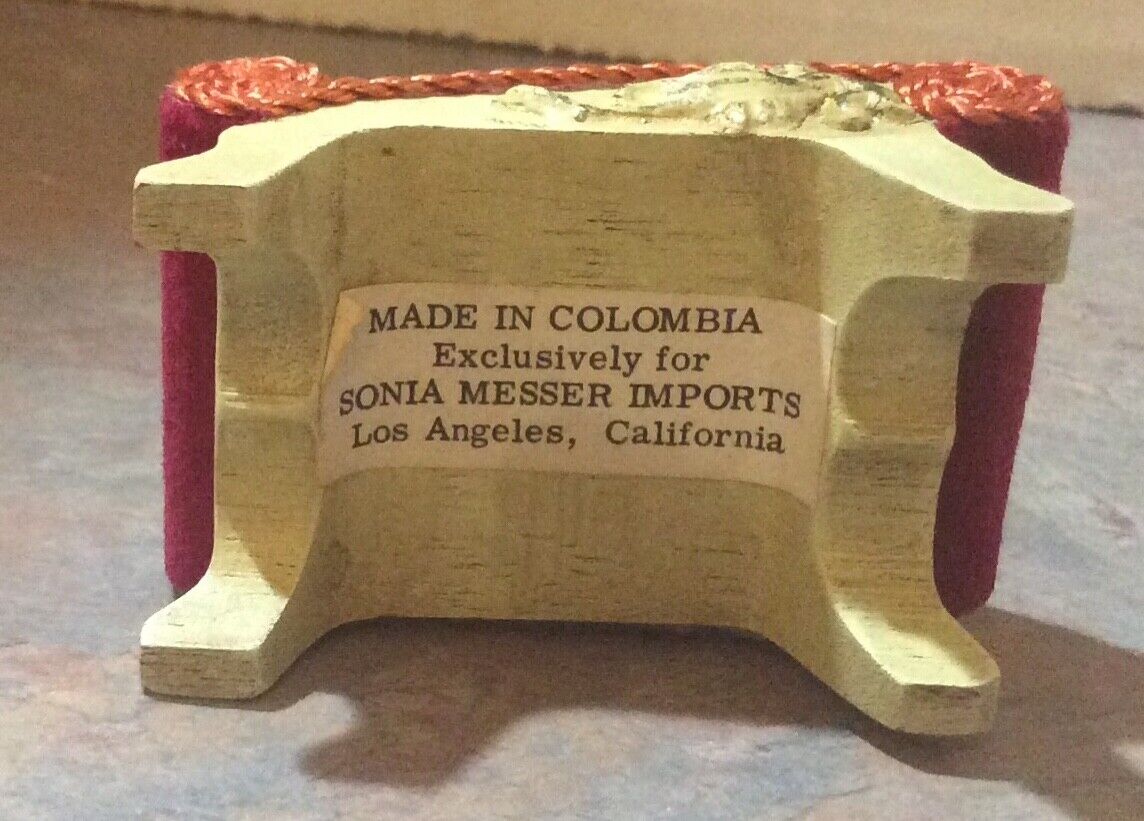 MADE IN COLOMBIA
Exclusively for
SONIA MESSER IMPORTS
Los Angeles, California